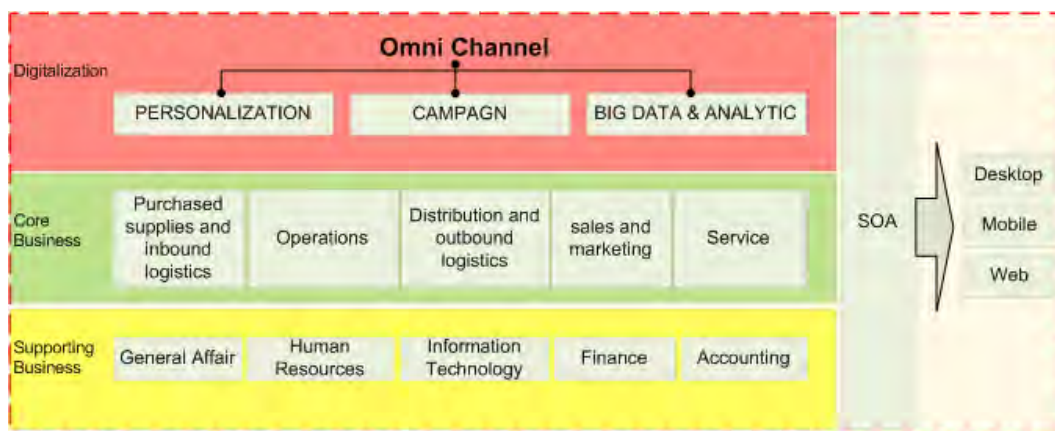 Omni Channel
Digitalization
PERSONALIZATION
CAMPAGN
BIG DATA & ANALYTIC
Core
Business
Purchased
supplies and
inbound
logistics
Operations
Distribution and
outbound
logistics
sales and
marketing
Service
Supporting
Business
General Affair
Human
Resources
Information
Technology
Finance
Accounting
SOA
Desktop
Mobile
Web